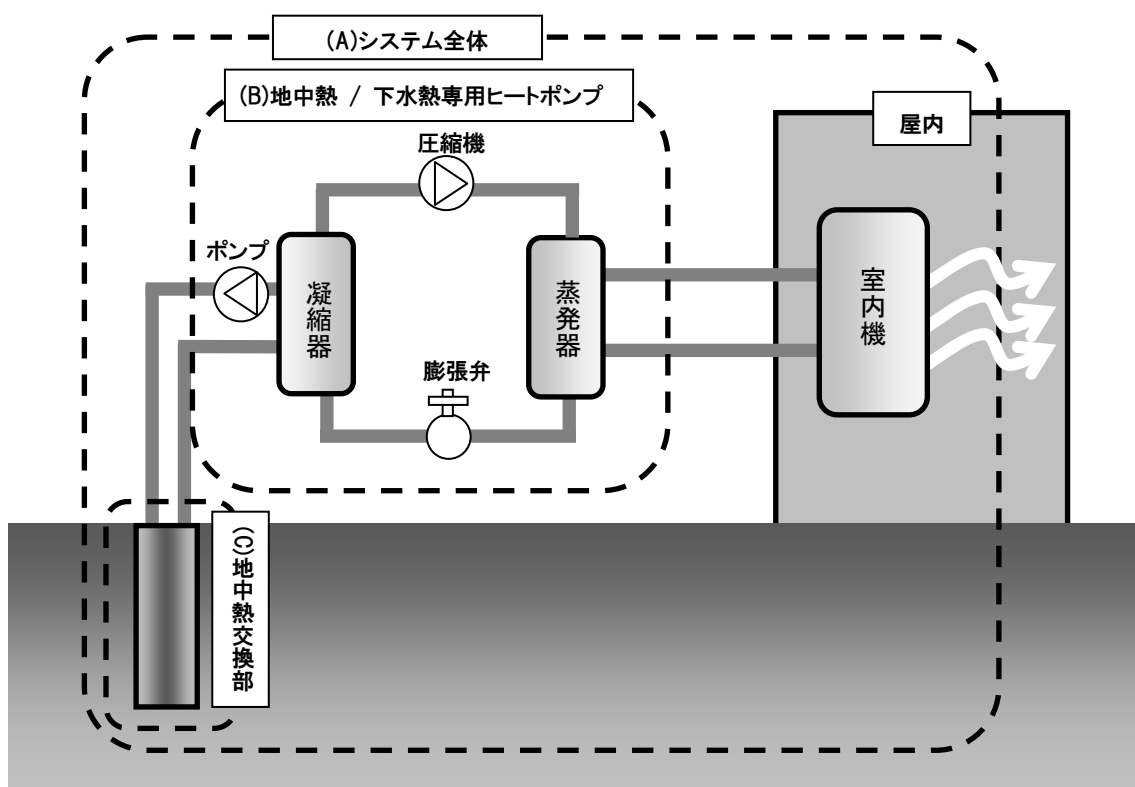 (A)システム全体
(B)地中熱 / 下水熱専用ヒートポンプ
屋内
圧縮機
ポンプ
凝縮器
蒸発器
室内機
膨張弁
(C)地中熱交換部